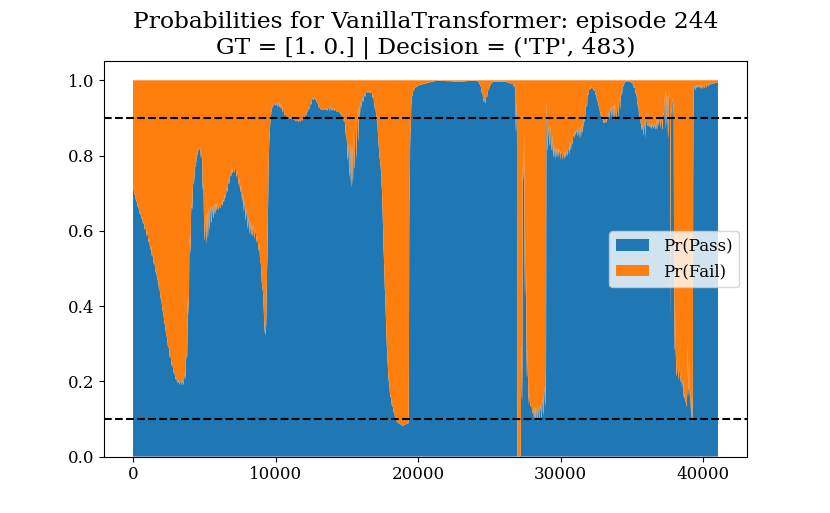 Probabilities for VanillaTransformer: episode 244
GT = [1. 0.] | Decision = ('TP', 483)
1.0
0.8
0.6
0.4
0.2
0.0
Pr(Pass)
Pr(Fail)
0 10000 20000 30000 40000